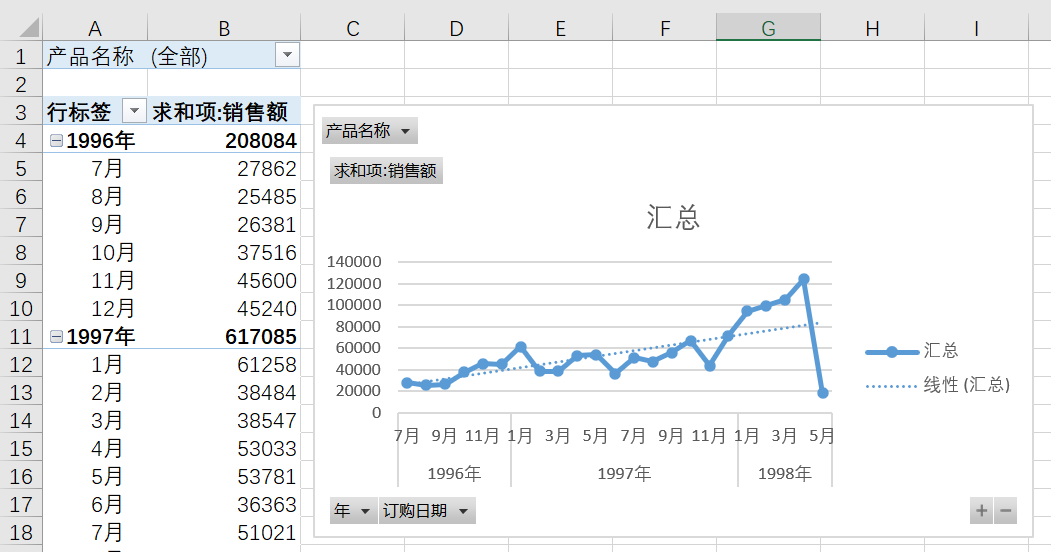 A B C D E F G H I
1 产品名称 (全部)
2
3 行标签 求和项:销售额
4 1996年 208084
5 7月 27862
6 8月 25485
7 9月 26381
8 10月 37516
9 11月 45600
10 12月 45240
11 1997年 617085
12 1月 61258
13 2月 38484
14 3月 38547
15 4月 53033
16 5月 53781
17 6月 36363
18 7月 51021
产品名称
求和项:销售额
汇总
140000
120000
100000
80000
60000
40000
20000
0
7月 9月 11月 1月 3月 5月 7月 9月 11月 1月 3月 5月
1996年 1997年 1998年
汇总
线性 (汇总)
年 订购日期
+ −